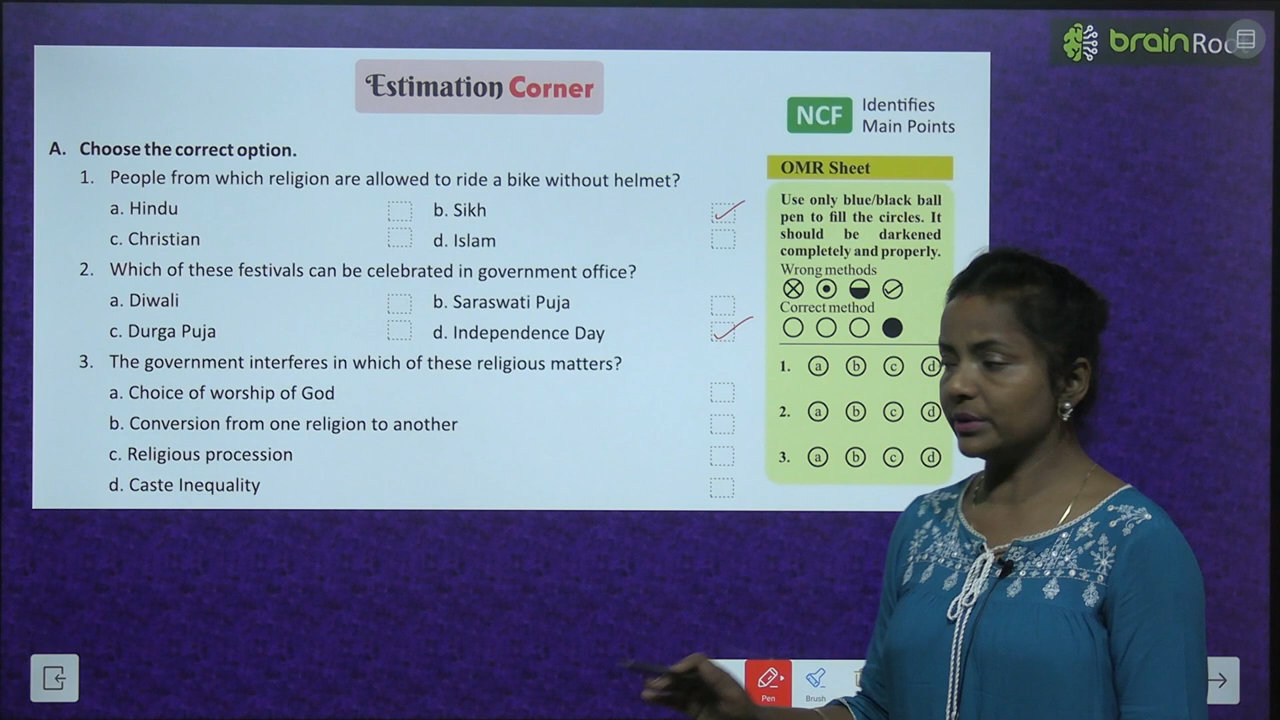 brainRoot
Estimation Corner
NCF
Identifies
Main Points
A. Choose the correct option.
1. People from which religion are allowed to ride a bike without helmet?
a. Hindu
b. Sikh
c. Christian
d. Islam
2. Which of these festivals can be celebrated in government office?
a. Diwali
b. Saraswati Puja
c. Durga Puja
d. Independence Day
3. The government interferes in which of these religious matters?
a. Choice of worship of God
b. Conversion from one religion to another
c. Religious procession
d. Caste Inequality
OMR Sheet
Use only blue/black ball
pen to fill the circles. It
should be darkened
completely and properly.
Wrong methods
Correct method
1. a b c d
2. a b c d
3. a b c d
Pen
Brush